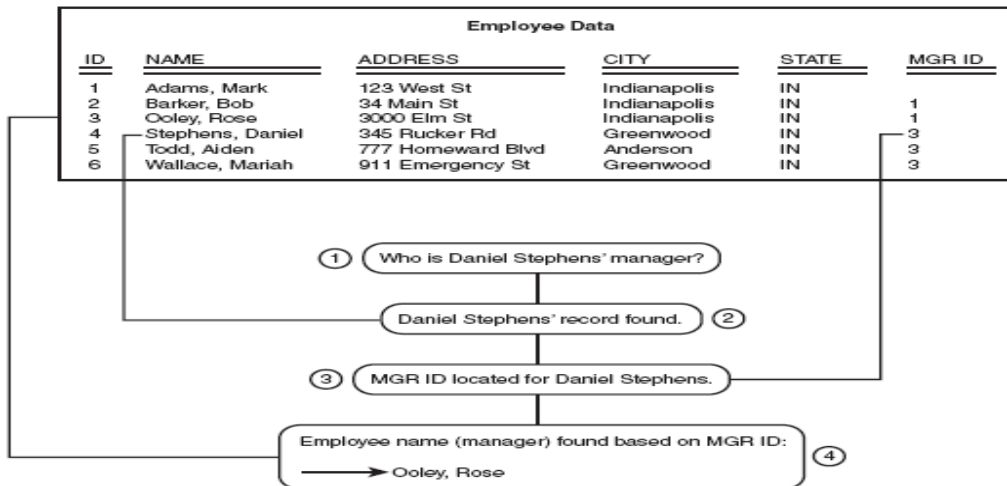 Employee Data
ID NAME ADDRESS CITY STATE MGR ID
1 Adams, Mark 123 West St Indianapolis IN
2 Barker, Bob 34 Main St Indianapolis IN 1
3 Ooley, Rose 3000 Elm St Indianapolis IN 1
4 Stephens, Daniel 345 Rucker Rd Greenwood IN 3
5 Todd, Aiden 777 Homeward Blvd Anderson IN 3
6 Wallace, Mariah 911 Emergency St Greenwood IN 3
1 Who is Daniel Stephens' manager?
Daniel Stephens' record found. 2
3 MGR ID located for Daniel Stephens.
Employee name (manager) found based on MGR ID: 4
Ooley, Rose